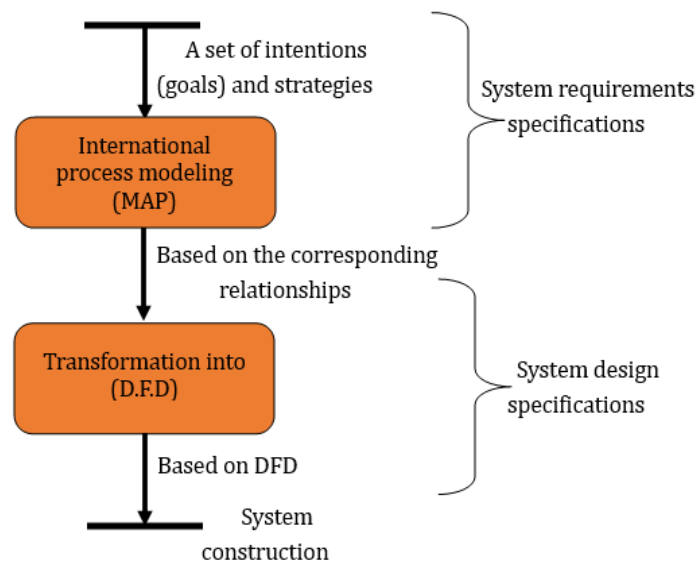 A set of intentions
(goals) and strategies
System requirements
specifications
International
process modeling
(MAP)
Based on the corresponding
relationships
Transformation into
(D.F.D)
System design
specifications
Based on DFD
System
construction